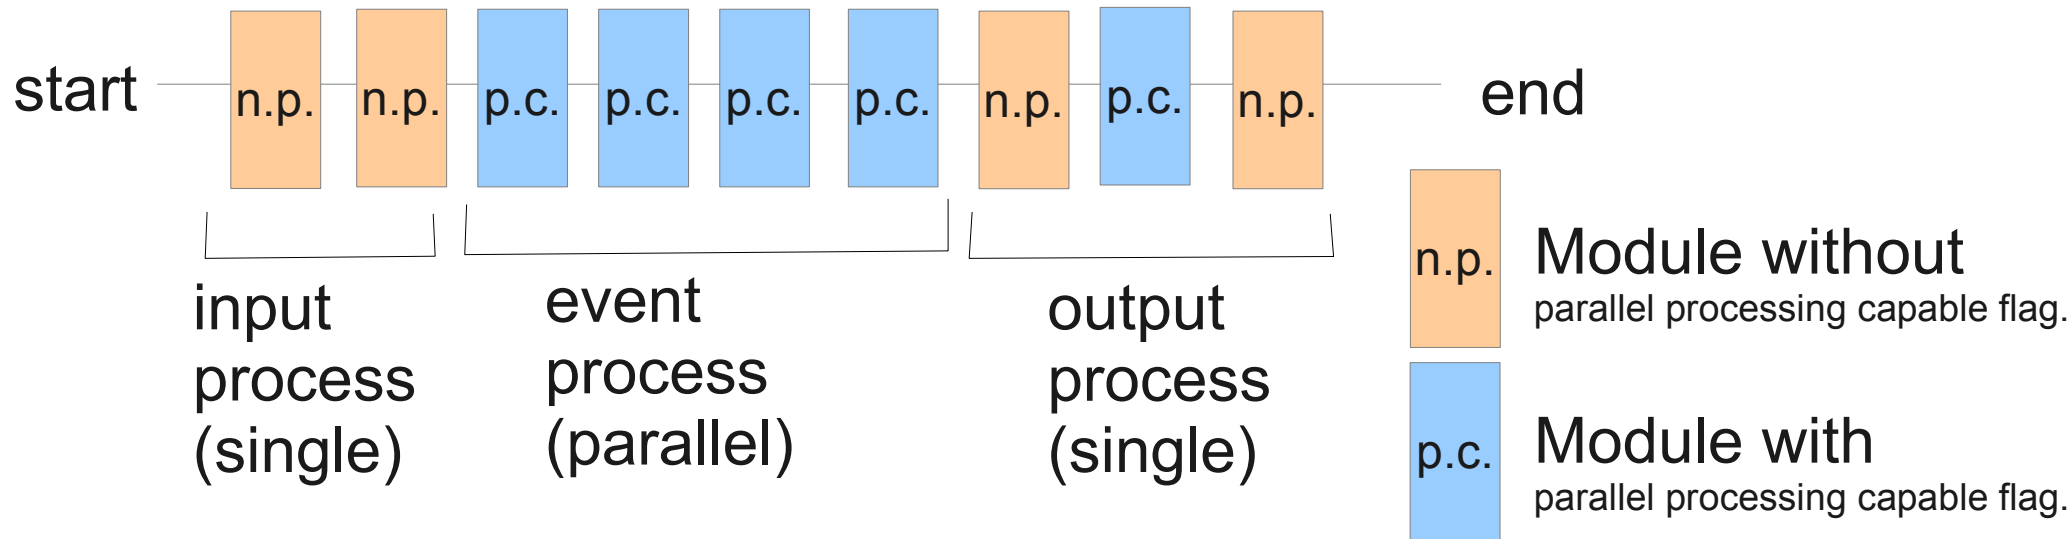 start n.p. n.p. p.c. p.c. p.c. p.c. n.p. p.c. n.p. end
input
process
(single)
event
process
(parallel)
output
process
(single)
n.p.
Module without
parallel processing capable flag.
p.c.
Module with
parallel processing capable flag.